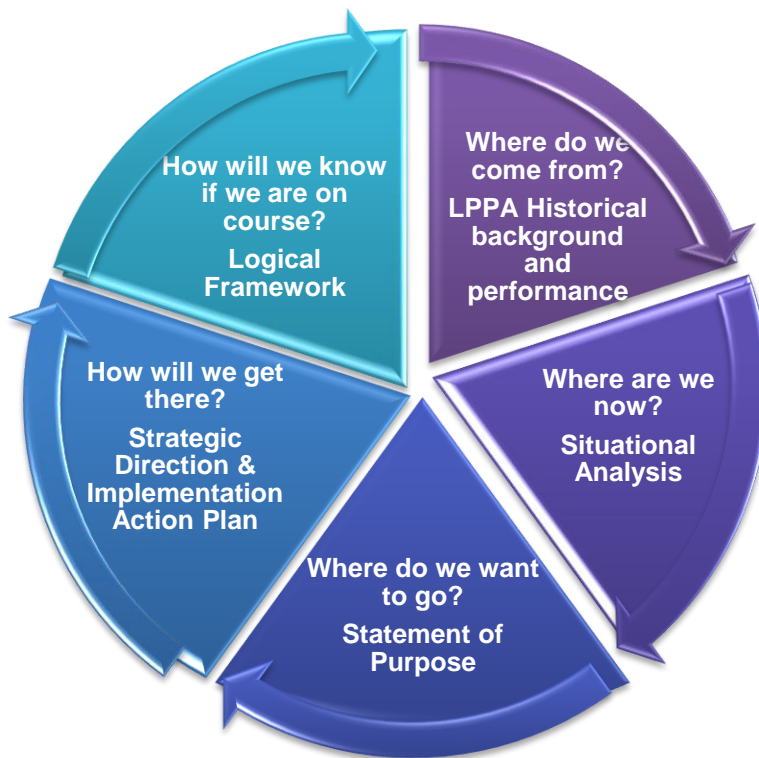 Where do we
come from?
LPPA Historical
background
and
performance
Where are we
now?
Situational
Analysis
Where do we want
to go?
Statement of
Purpose
How will we get
there?
Strategic
Direction &
Implementation
Action Plan
How will we know
if we are on
course?
Logical
Framework